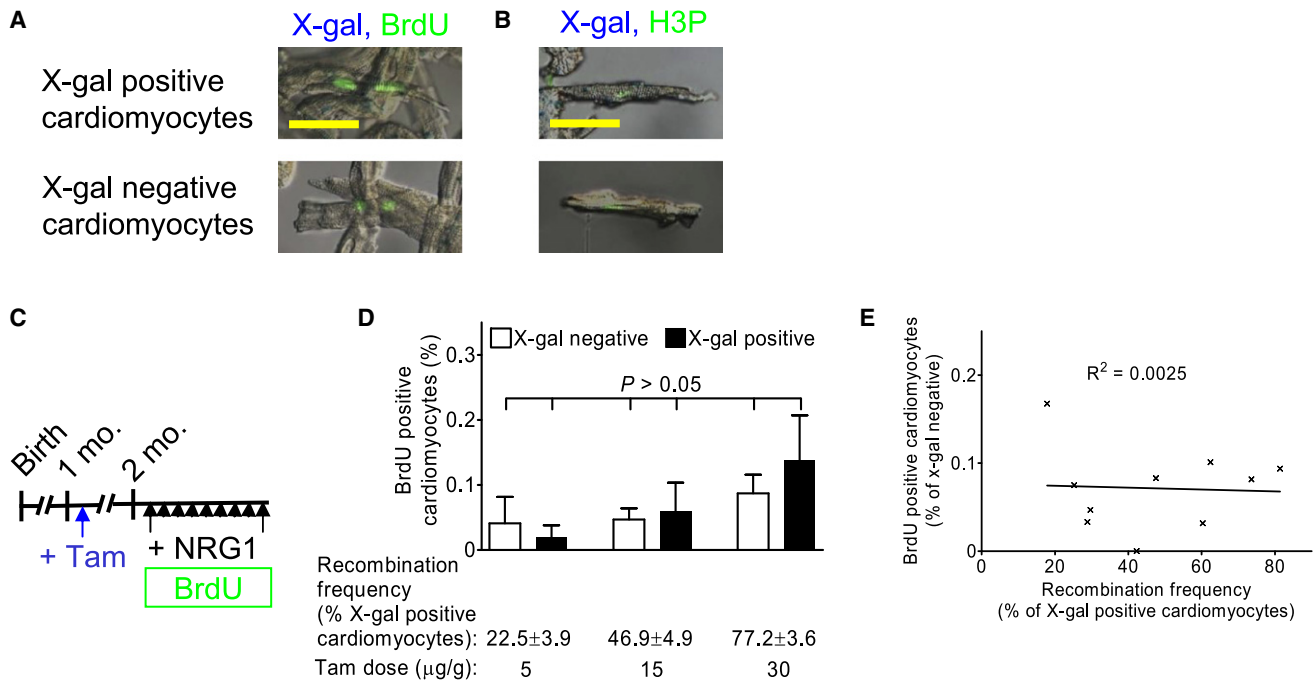 A
X-gal, BrdU
B
X-gal, H3P
X-gal positive
cardiomyocytes
X-gal negative
cardiomyocytes
C
Birth
1 mo.
2 mo.
+ Tam
+ NRG1
BrdU
D
BrdU positive
cardiomyocytes (%)
0.3
0.2
0.1
0
X-gal negative
X-gal positive
P > 0.05
Recombination
frequency
(% X-gal positive
cardiomyocytes): 22.5±3.9 46.9±4.9 77.2±3.6
Tam dose (μg/g): 5 15 30
E
BrdU positive cardiomyocytes
(% of x-gal negative)
0.2
0.1
0
R² = 0.0025
0 20 40 60 80
Recombination frequency
(% of X-gal positive cardiomyocytes)